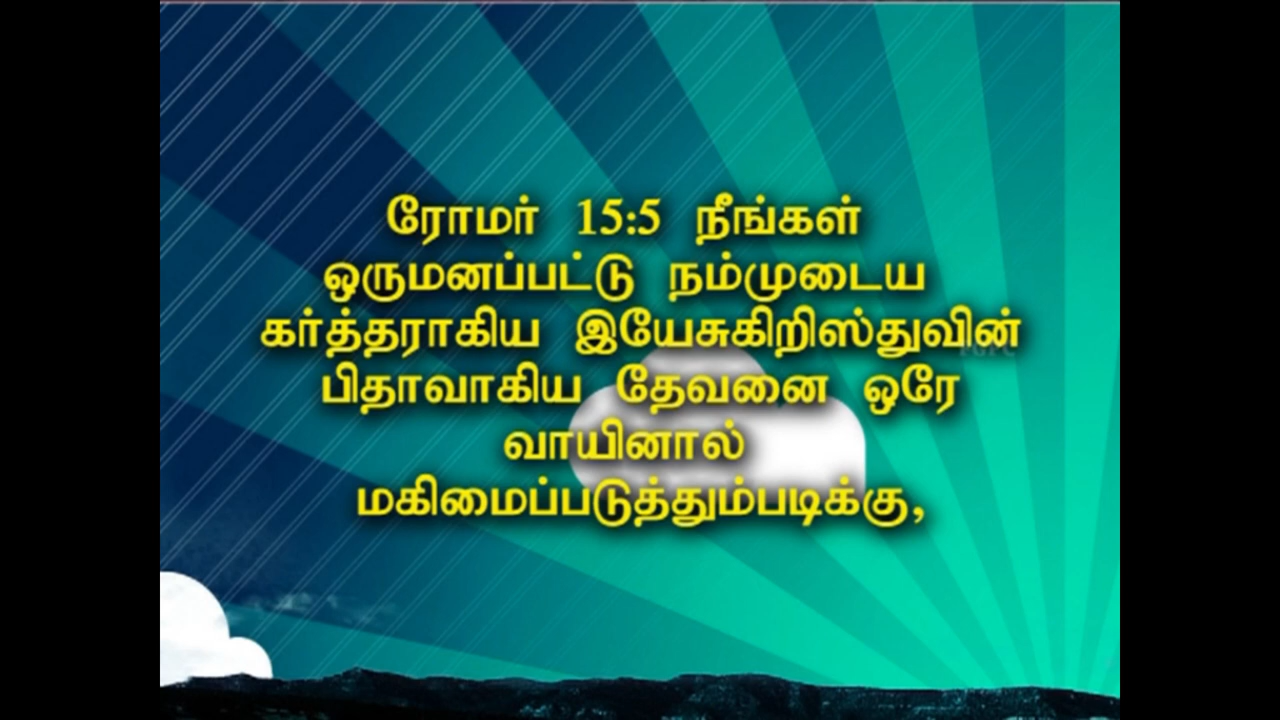 ரோமர் 15:5 நீங்கள்
ஒருமனப்பட்டு நம்முடைய
கர்த்தராகிய இயேசுகிறிஸ்துவின்
பிதாவாகிய தேவனை ஒரே
வாயினால்
மகிமைப்படுத்தும்படிக்கு,